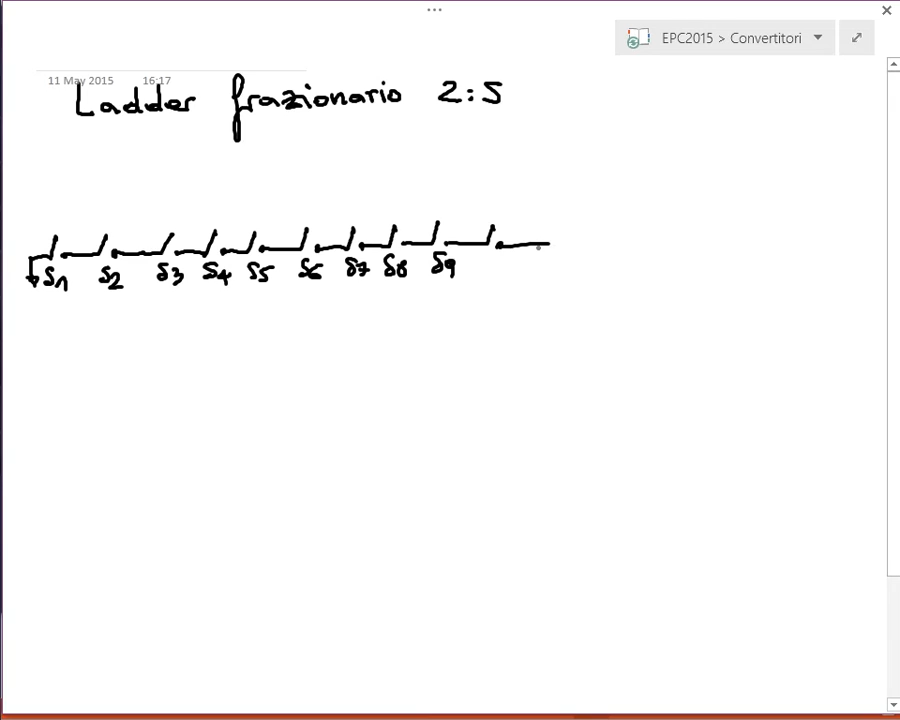 EPC2015 > Convertitori
11 May 2015 16:17
Ladder frazionario 2:5
S1 S2 S3 S4 S5 S6 S7 S8 S9